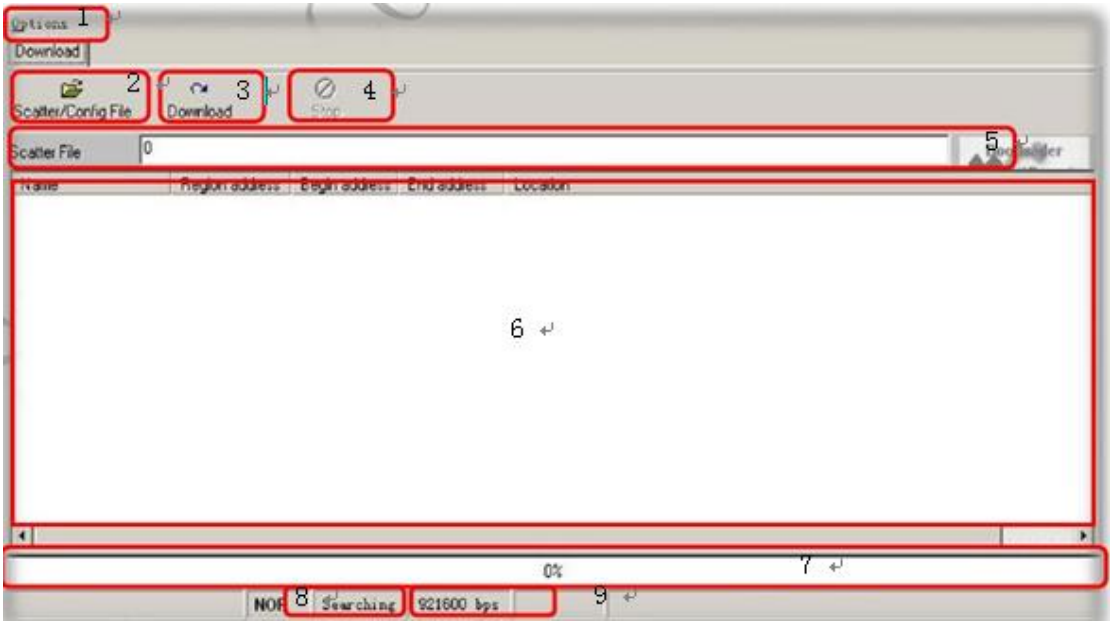 Options 1
Download
2 3 4
Scatter/Config File Download Stop
Scatter File 0 5
Name Region address Begin address End address Location
6
0% 7
NOR 8 Searching 921600 bps 9